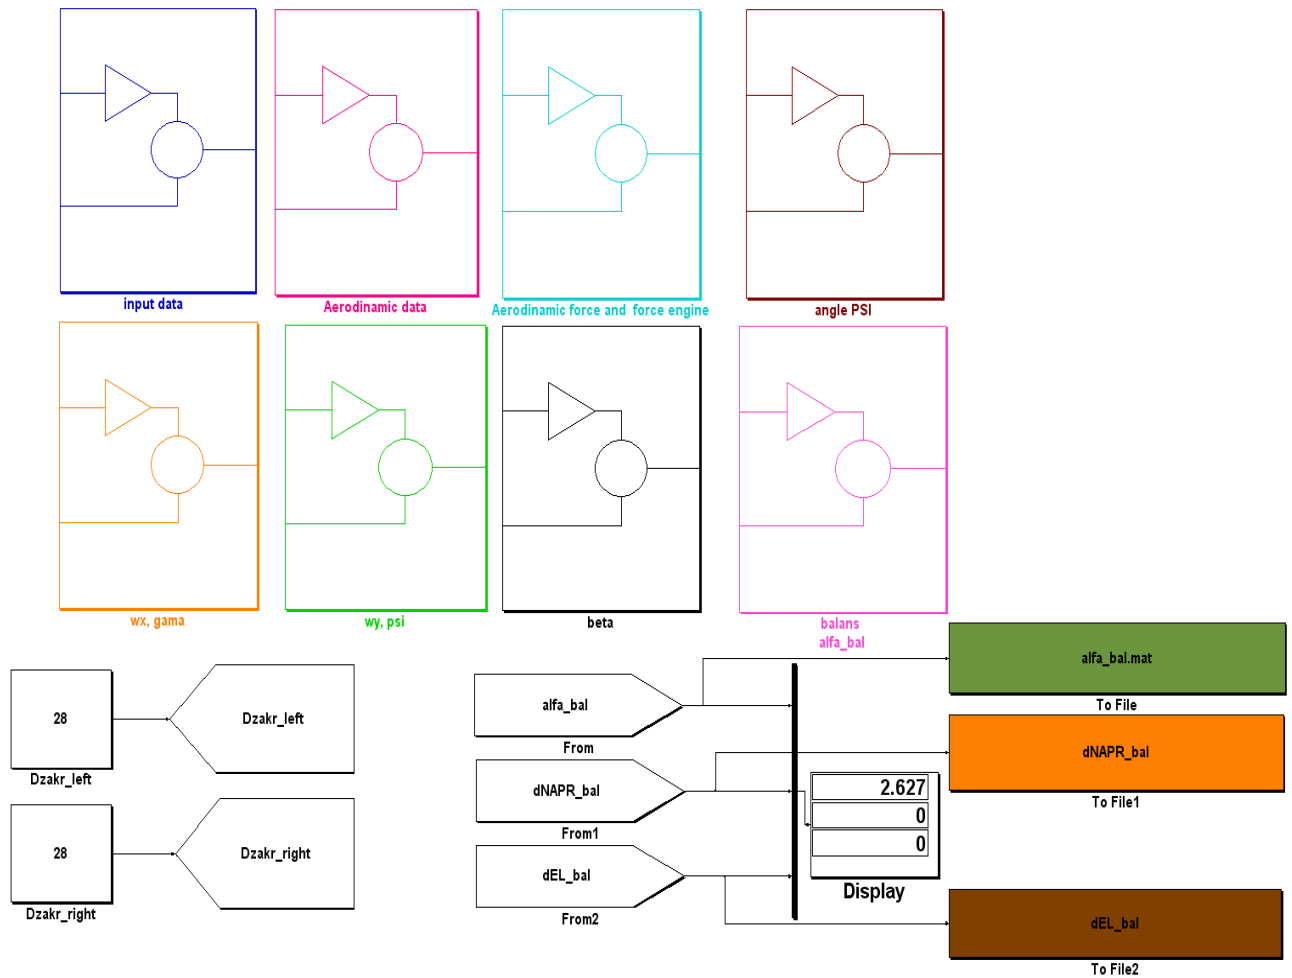 input data
Aerodinamic data
Aerodinamic force and  force engine
angle PSI
wx, gama
wy, psi
beta
balans
alfa_bal
28
Dzakr_left
Dzakr_left
28
Dzakr_right
Dzakr_right
alfa_bal
From
dNAPR_bal
From1
dEL_bal
From2
2.627
0
0
Display
alfa_bal.mat
To File
dNAPR_bal
To File1
dEL_bal
To File2